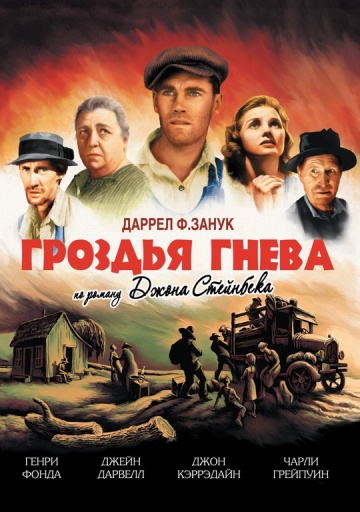 ДАРРЕЛ Ф.ЗАНУК
ГРОЗДЬЯ ГНЕВА
по роману Джона Стейнбека
ГЕНРИ ФОНДА
ДЖЕЙН ДАРВЕЛЛ
ДЖОН КЭРРЭДАЙН
ЧАРЛИ ГРЕЙПУИН